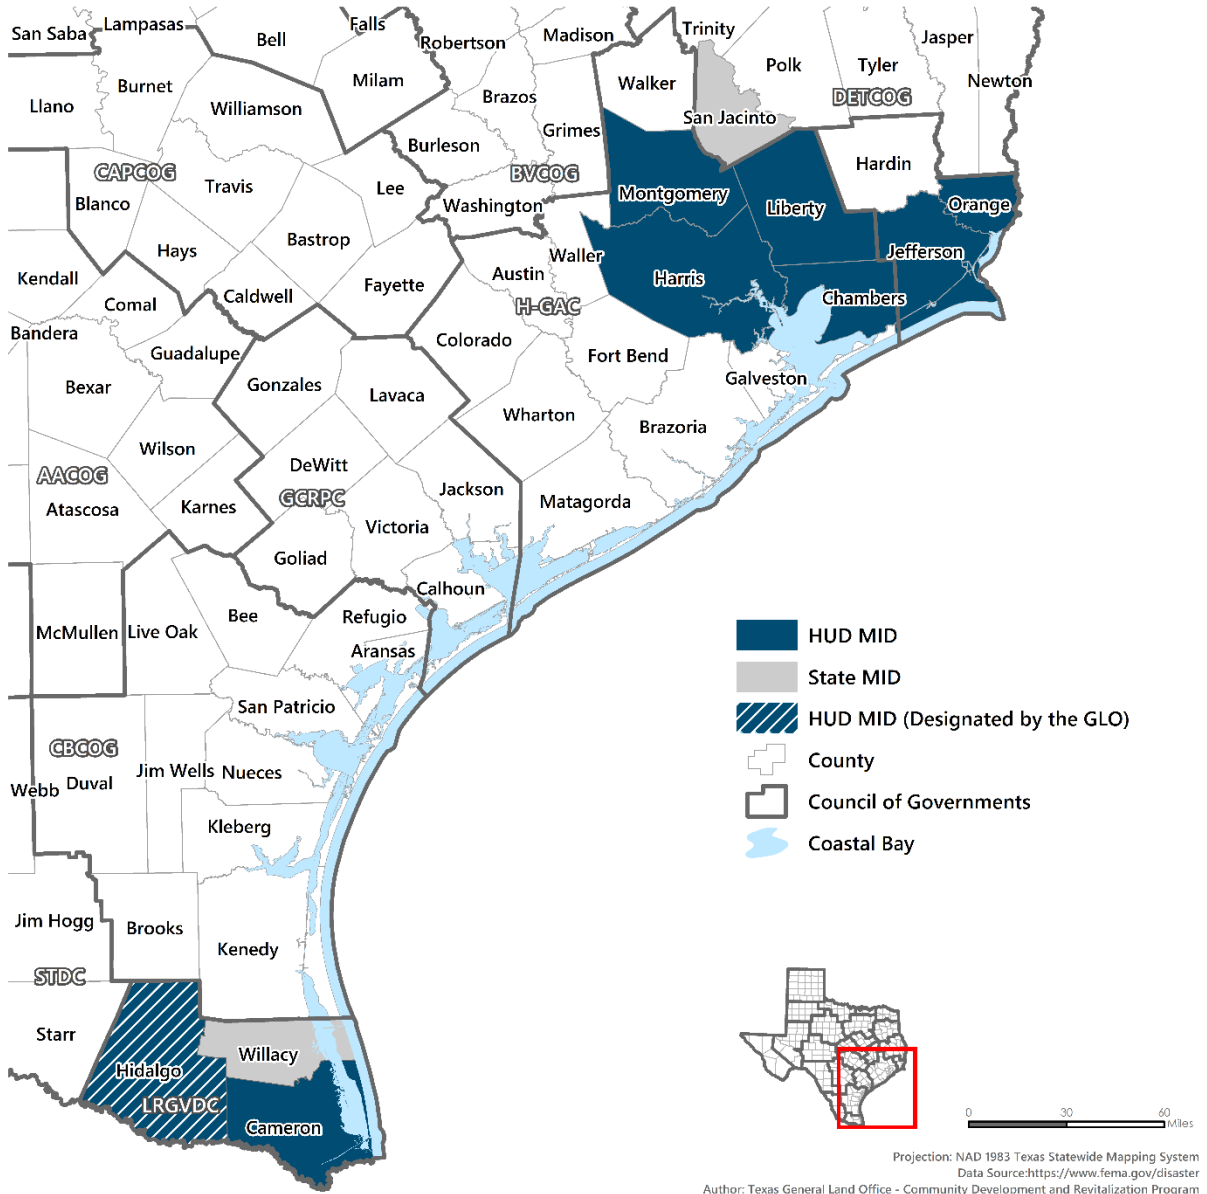 San Saba
Lampasas
Bell
Falls
Robertson
Madison
Trinity
Jasper
Milam
Walker
Polk
Tyler
Newton
Burnet
Llano
Williamson
Brazos
DETCOG
Grimes
San Jacinto
Burleson
Hardin
CAPCOG
BVCOG
Travis
Lee
Blanco
Washington
Montgomery
Liberty
Orange
Bastrop
Hays
Waller
Jefferson
Kendall
Austin
Harris
Fayette
Caldwell
Chambers
Comal
H-GAC
Bandera
Guadalupe
Colorado
Fort Bend
Bexar
Gonzales
Lavaca
Galveston
Wharton
Brazoria
Wilson
DeWitt
AACOG
Jackson
GCRPC
Atascosa
Karnes
Matagorda
Victoria
Goliad
Calhoun
Bee
Refugio
McMullen
Live Oak
Aransas
San Patricio
CBCOG
Jim Wells
Nueces
Webb
Duval
Kleberg
Jim Hogg
Brooks
Kenedy
STDC
Starr
Willacy
Hidalgo
LRGVDC
Cameron
HUD MID
State MID
HUD MID (Designated by the GLO)
County
Council of Governments
Coastal Bay
0 30 60
Miles
Projection: NAD 1983 Texas Statewide Mapping System
Data Source:https://www.fema.gov/disaster
Author: Texas General Land Office - Community Development and Revitalization Program